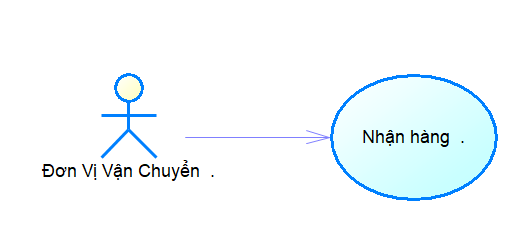 Đơn Vị Vận Chuyển .
Nhận hàng .